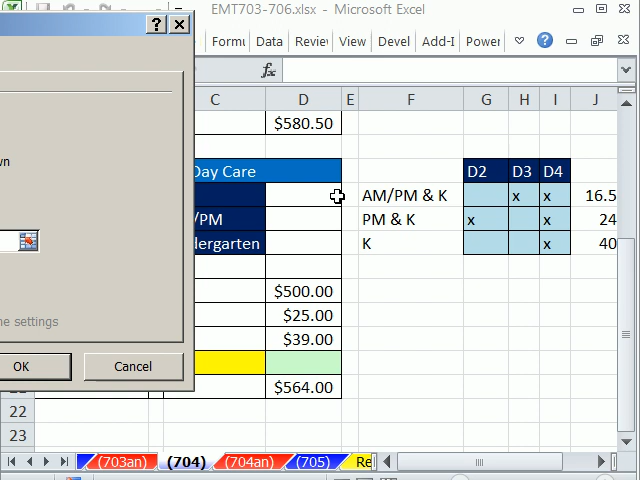 EMT703-706.xlsx - Microsoft Excel
Formu Data Review View Devel Add-I Power
fx
C D E F G H I J
$580.50
Day Care D2 D3 D4
AM/PM & K x x 16.5
/PM PM & K x x 24
dergarten K x 40
wn
$500.00
$25.00
ne settings $39.00
OK Cancel
$564.00
22
23
(703an) (704) (704an) (705) Re